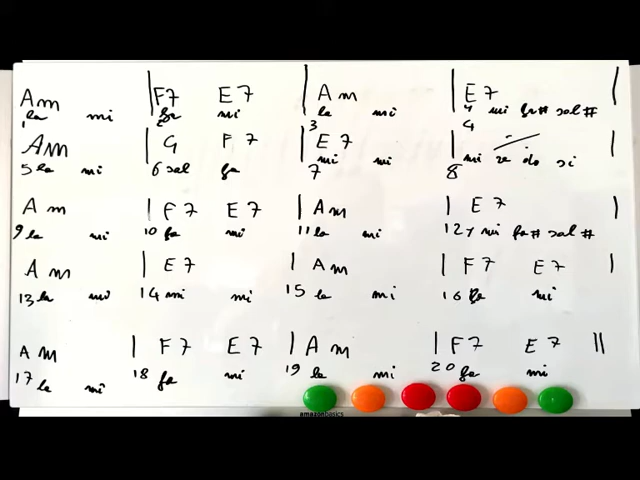 Am | F7 E7 | Am | E7 |
1 la mi 2 fa mi 3 la mi 4 𝄾 mi fa# sol#
Am | G F7 | E7 | ⁒ |
5 la mi 6 sol fa 7 mi mi 8 mi re do si
Am | F7 E7 | Am | E7 |
9 la mi 10 fa mi 11 la mi 12 𝄾 mi fa# sol#
Am | E7 | Am | F7 E7 |
13 la mi 14 mi mi 15 la mi 16 fa mi
Am | F7 E7 | Am | F7 E7 ||
17 la mi 18 fa mi 19 la mi 20 fa mi
amazonbasics